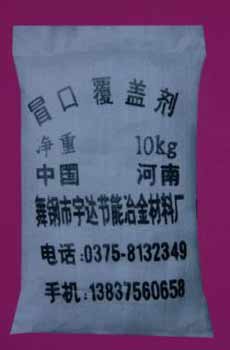 冒口覆盖剂
净重 10kg
中国 河南
舞钢市宇达节能冶金材料厂
电话:0375-8132349
手机:13837560658